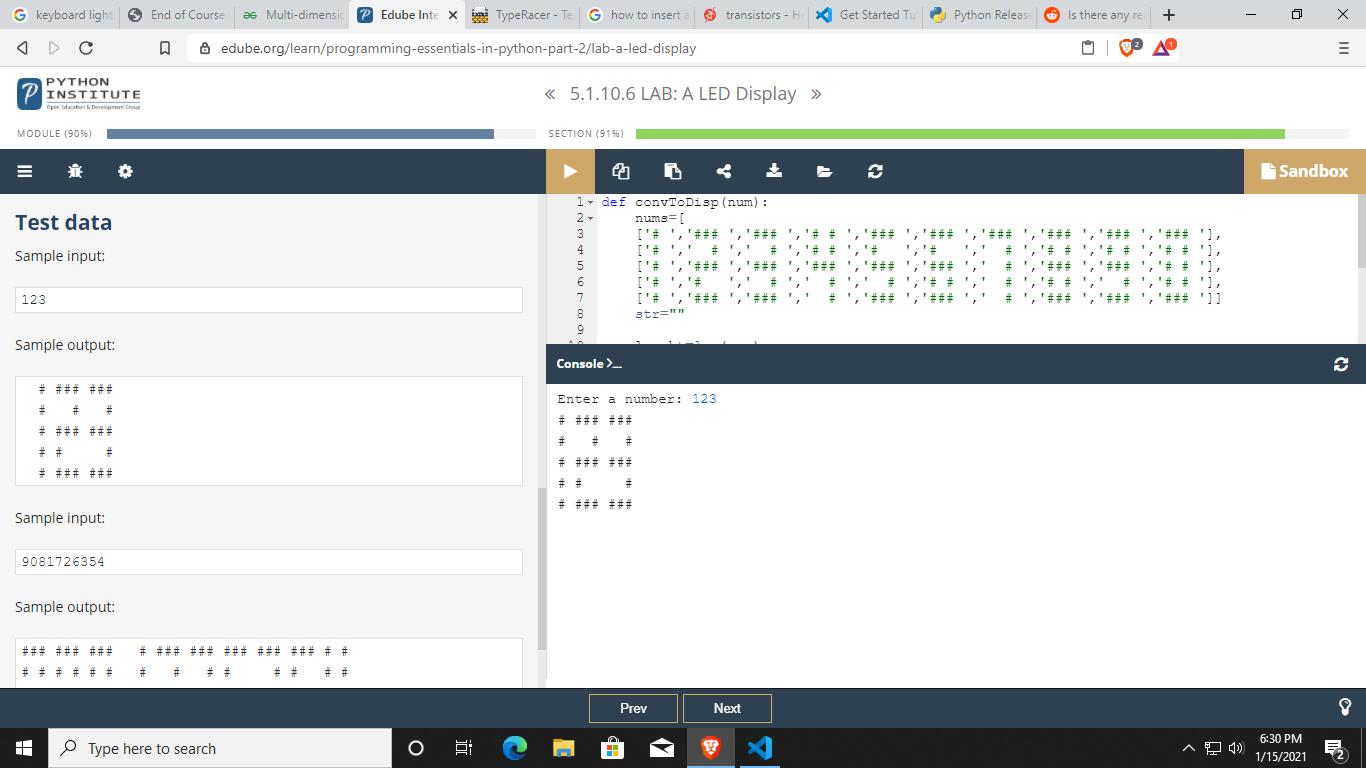 keyboard light
End of Course
Multi-dimensic
Edube Inte
TypeRacer - Te
how to insert a
transistors - H
Get Started Tu
Python Release
Is there any re
edube.org/learn/programming-essentials-in-python-part-2/lab-a-led-display
2
1
PYTHON
INSTITUTE
Open Education & Development Group
« 5.1.10.6 LAB: A LED Display »
MODULE (90%)
SECTION (91%)
Sandbox
Test data
Sample input:
123
Sample output:
  # ### ###
  #   #   #
  # ### ###
  # #     #
  # ### ###
Sample input:
9081726354
Sample output:
### ### ###   # ### ### ### ### ### # #
# # # # # #   #   #   # #     # #   # #
1 def convToDisp(num):
2     nums=[
3     ['# ','### ','### ','# # ','### ','### ','### ','### ','### ','### '],
4     ['# ','  # ','  # ','# # ','#   ','#   ','  # ','# # ','# # ','# # '],
5     ['# ','### ','### ','### ','### ','### ','  # ','### ','### ','# # '],
6     ['# ','#   ','  # ','  # ','  # ','# # ','  # ','# # ','  # ','# # '],
7     ['# ','### ','### ','  # ','### ','### ','  # ','### ','### ','### ']]
8     str=""
9
Console >_
Enter a number: 123
# ### ###
#   #   #
# ### ###
# #     #
# ### ###
Prev
Next
Type here to search
6:30 PM
1/15/2021
2